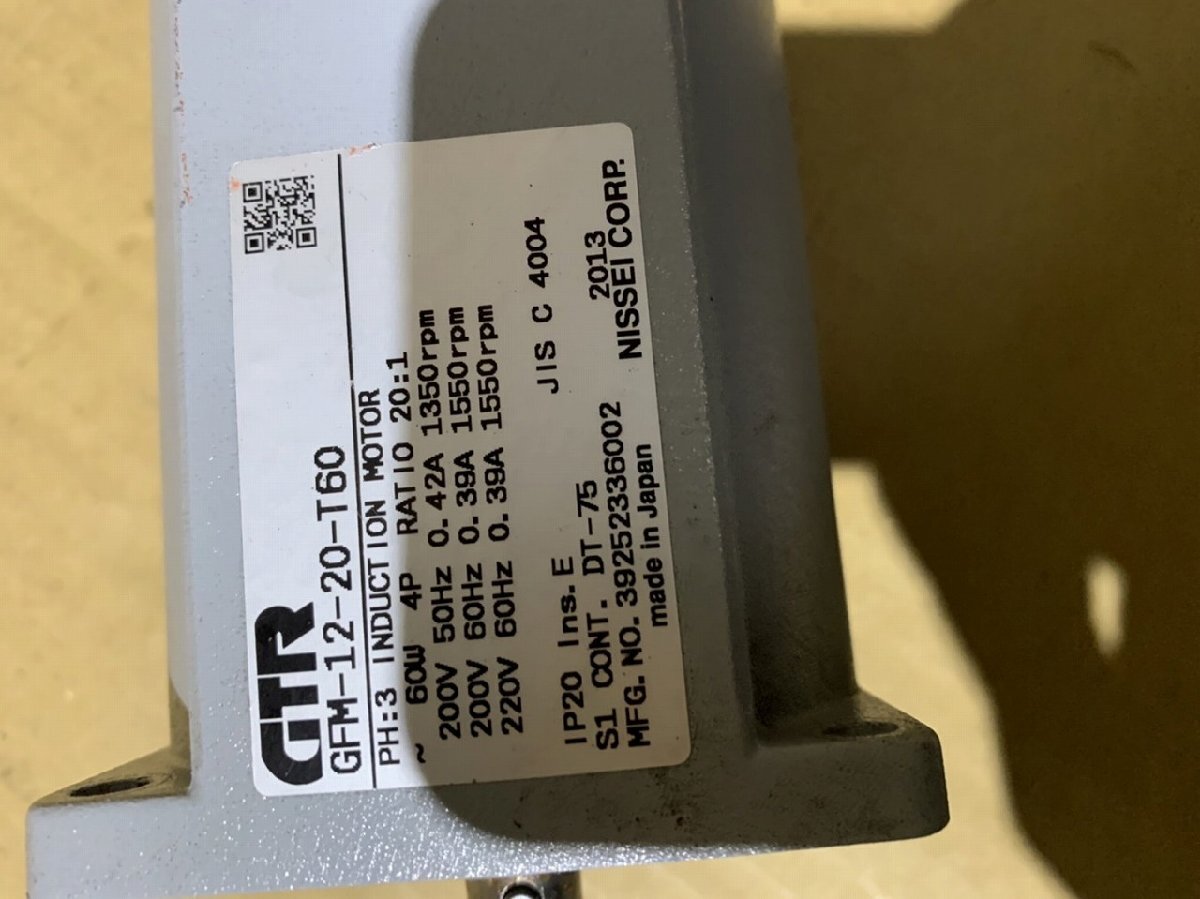 GTR
GFM-12-20-T60
PH:3 INDUCTION MOTOR
~ 60W 4P RATIO 20:1
200V 50Hz 0.42A 1350rpm
200V 60Hz 0.39A 1550rpm
220V 60Hz 0.39A 1550rpm
JIS C 4004
IP20 Ins.E
S1 CONT. DT-75 2013
MFG.NO.39252336002 NISSEI CORP.
made in Japan